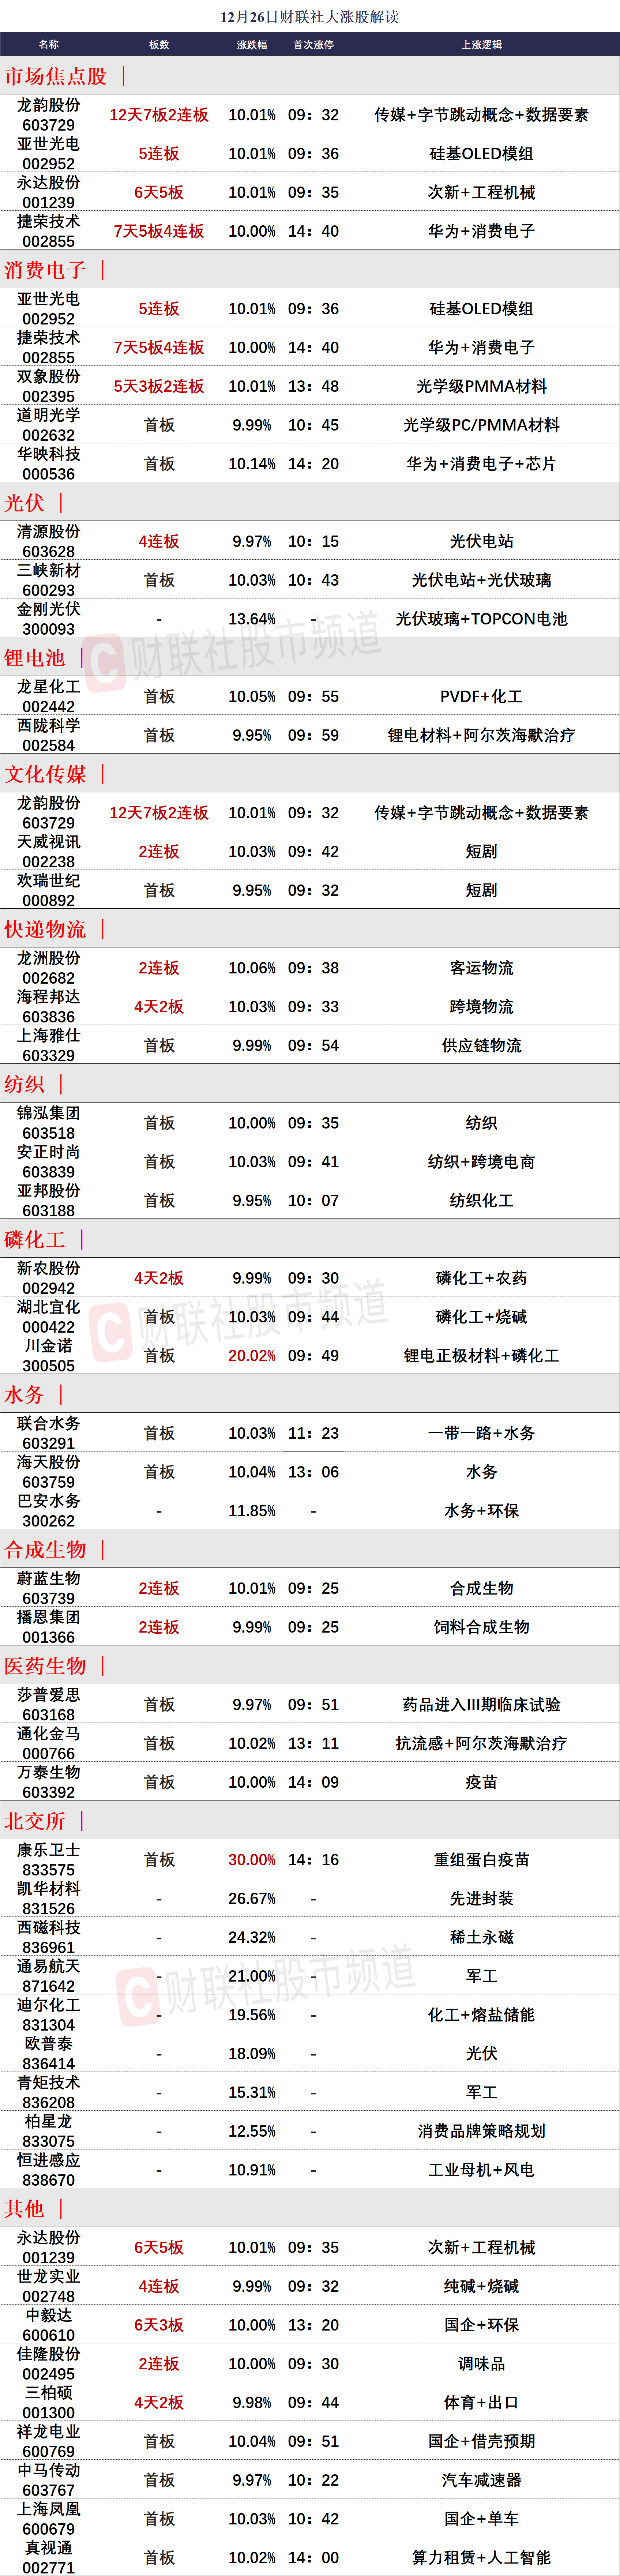 12月26日财联社大涨股解读
名称 板数 涨跌幅 首次涨停 上涨逻辑
市场焦点股 |
龙韵股份 603729 12天7板2连板 10.01% 09：32 传媒+字节跳动概念+数据要素
亚世光电 002952 5连板 10.01% 09：36 硅基OLED模组
永达股份 001239 6天5板 10.01% 09：35 次新+工程机械
捷荣技术 002855 7天5板4连板 10.00% 14：40 华为+消费电子
消费电子 |
亚世光电 002952 5连板 10.01% 09：36 硅基OLED模组
捷荣技术 002855 7天5板4连板 10.00% 14：40 华为+消费电子
双象股份 002395 5天3板2连板 10.01% 13：48 光学级PMMA材料
道明光学 002632 首板 9.99% 10：45 光学级PC/PMMA材料
华映科技 000536 首板 10.14% 14：20 华为+消费电子+芯片
光伏 |
清源股份 603628 4连板 9.97% 10：15 光伏电站
三峡新材 600293 首板 10.03% 10：43 光伏电站+光伏玻璃
金刚光伏 300093 - 13.64% - 光伏玻璃+TOPCON电池
财联社股市频道
锂电池 |
龙星化工 002442 首板 10.05% 09：55 PVDF+化工
西陇科学 002584 首板 9.95% 09：59 锂电材料+阿尔茨海默治疗
文化传媒 |
龙韵股份 603729 12天7板2连板 10.01% 09：32 传媒+字节跳动概念+数据要素
天威视讯 002238 2连板 10.03% 09：42 短剧
欢瑞世纪 000892 首板 9.95% 09：32 短剧
快递物流 |
龙洲股份 002682 2连板 10.06% 09：38 客运物流
海程邦达 603836 4天2板 10.03% 09：33 跨境物流
上海雅仕 603329 首板 9.99% 09：54 供应链物流
纺织 |
锦泓集团 603518 首板 10.00% 09：35 纺织
安正时尚 603839 首板 10.03% 09：41 纺织+跨境电商
亚邦股份 603188 首板 9.95% 10：07 纺织化工
磷化工 |
新农股份 002942 4天2板 9.99% 09：30 磷化工+农药
湖北宜化 000422 首板 10.03% 09：44 磷化工+烧碱
财联社股市频道
川金诺 300505 首板 20.02% 09：49 锂电正极材料+磷化工
水务 |
联合水务 603291 首板 10.03% 11：23 一带一路+水务
海天股份 603759 首板 10.04% 13：06 水务
巴安水务 300262 - 11.85% - 水务+环保
合成生物 |
蔚蓝生物 603739 2连板 10.01% 09：25 合成生物
播恩集团 001366 2连板 9.99% 09：25 饲料合成生物
医药生物 |
莎普爱思 603168 首板 9.97% 09：51 药品进入III期临床试验
通化金马 000766 首板 10.02% 13：11 抗流感+阿尔茨海默治疗
万泰生物 603392 首板 10.00% 14：09 疫苗
北交所 |
康乐卫士 833575 首板 30.00% 14：16 重组蛋白疫苗
凯华材料 831526 - 26.67% - 先进封装
西磁科技 836961 - 24.32% - 稀土永磁
通易航天 871642 - 21.00% - 军工
财联社股市频道
迪尔化工 831304 - 19.56% - 化工+熔盐储能
欧普泰 836414 - 18.09% - 光伏
青矩技术 836208 - 15.31% - 军工
柏星龙 833075 - 12.55% - 消费品牌策略规划
恒进感应 838670 - 10.91% - 工业母机+风电
其他 |
永达股份 001239 6天5板 10.01% 09：35 次新+工程机械
世龙实业 002748 4连板 9.99% 09：32 纯碱+烧碱
中毅达 600610 6天3板 10.00% 13：20 国企+环保
佳隆股份 002495 2连板 10.00% 09：30 调味品
三柏硕 001300 4天2板 9.98% 09：44 体育+出口
祥龙电业 600769 首板 10.04% 09：51 国企+借壳预期
中马传动 603767 首板 9.97% 10：22 汽车减速器
上海凤凰 600679 首板 10.03% 10：42 国企+单车
真视通 002771 首板 10.02% 14：00 算力租赁+人工智能